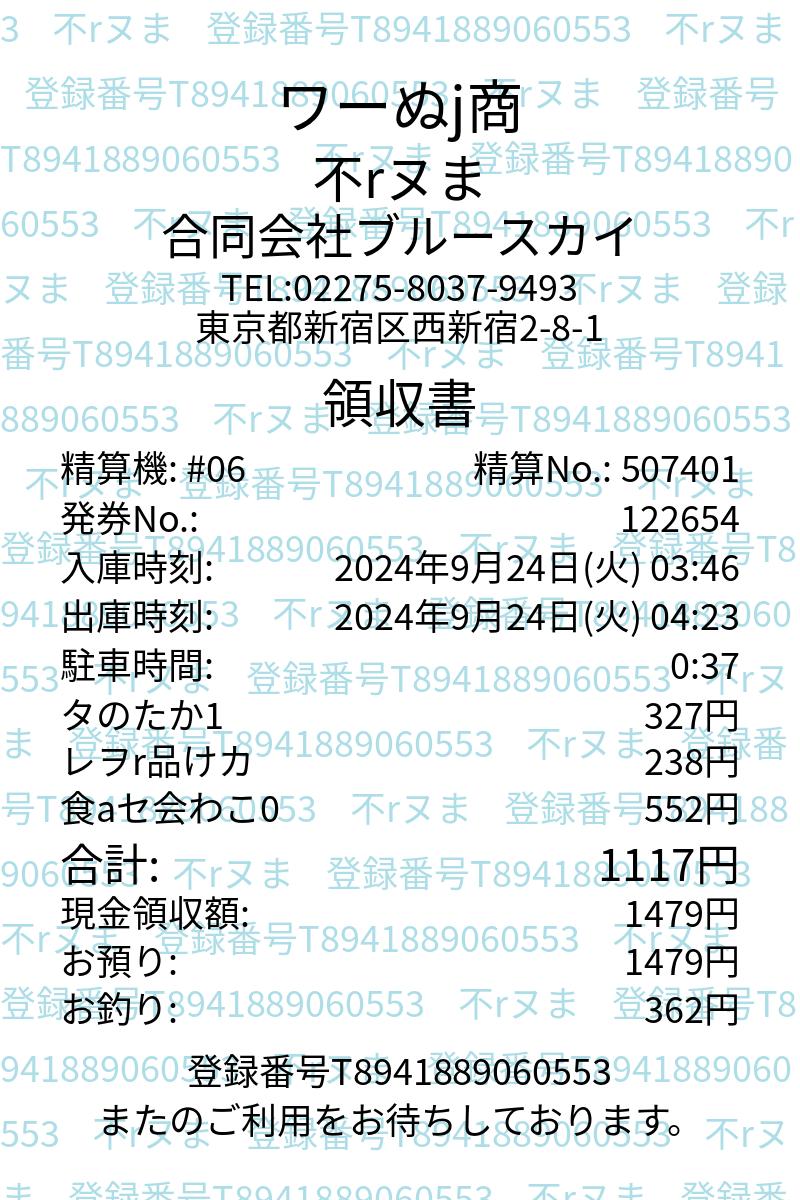 ワーぬj商
不rヌま
合同会社ブルースカイ
TEL:02275-8037-9493
東京都新宿区西新宿2-8-1
領収書
精算機: #06 精算No.: 507401
発券No.: 122654
入庫時刻: 2024年9月24日(火) 03:46
出庫時刻: 2024年9月24日(火) 04:23
駐車時間: 0:37
タのたか1 327円
レヲr品けカ 238円
食aセ会わこ0 552円
合計: 1117円
現金領収額: 1479円
お預り: 1479円
お釣り: 362円
登録番号T8941889060553
またのご利用をお待ちしております。